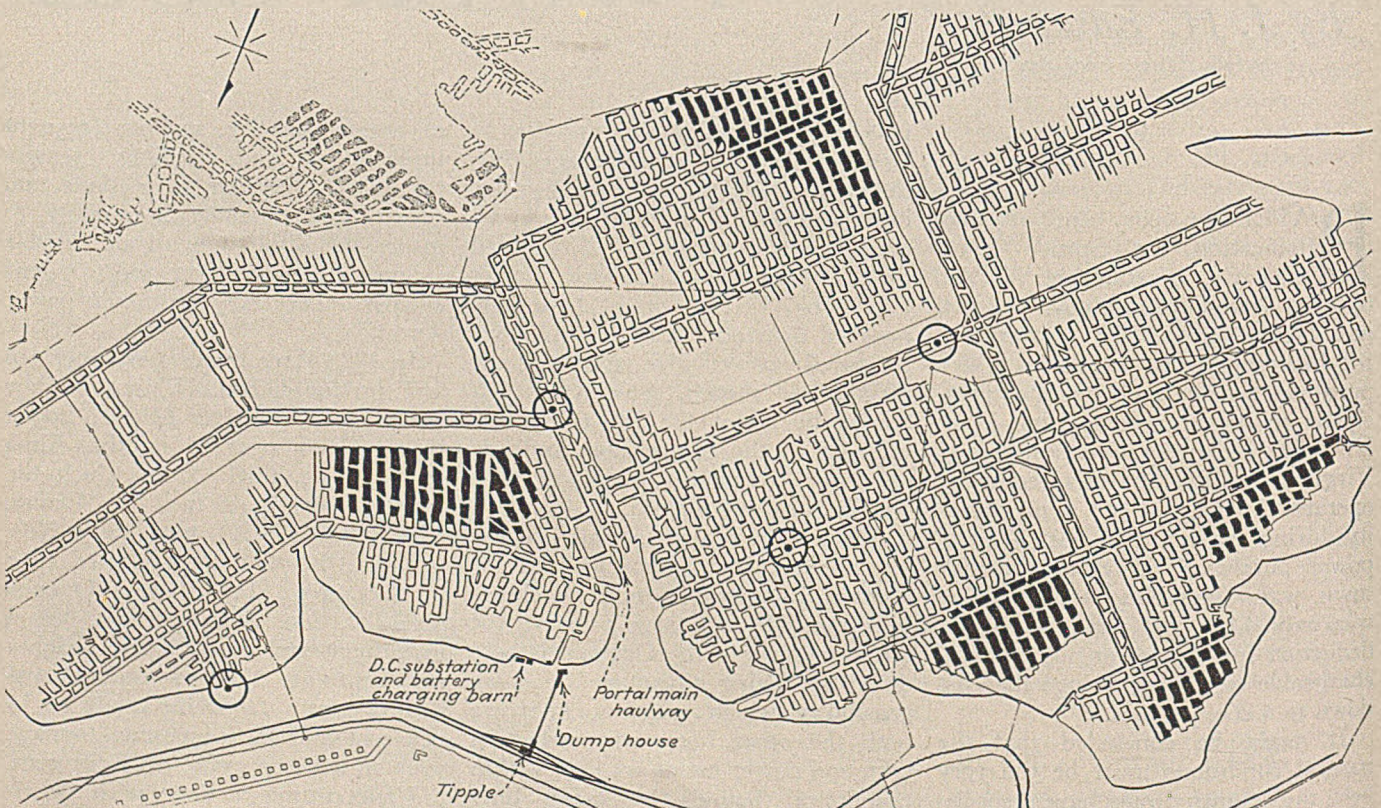 D.C. substation
and battery
charging barn
Portal main
haulway
Dump house
Tipple